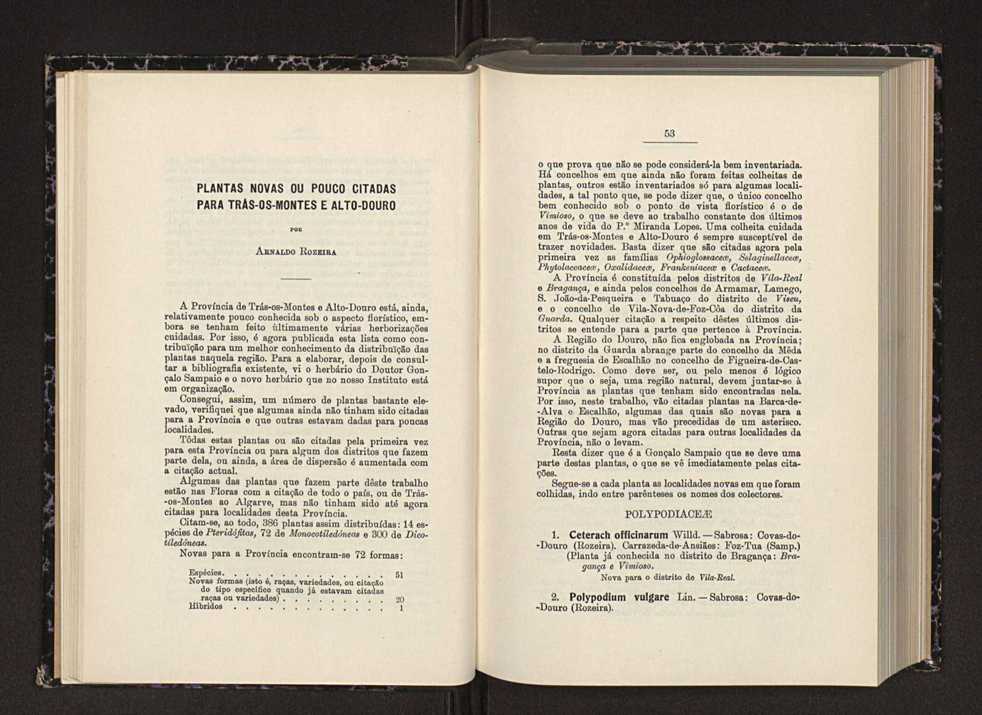 PLANTAS NOVAS OU POUCO CITADAS
PARA TRÁS-OS-MONTES E ALTO-DOURO
POR
ARNALDO ROZEIRA
A Província de Trás-os-Montes e Alto-Douro está, ainda,
relativamente pouco conhecida sob o aspecto florístico, em-
bora se tenham feito ùltimamente várias herborizações
cuidadas. Por isso, é agora publicada esta lista como con-
tribuïção para um melhor conhecimento da distribuïção das
plantas naquela região. Para a elaborar, depois de consul-
tar a bibliografia existente, vi o herbário do Doutor Gon-
çalo Sampaio e o novo herbário que no nosso Instituto está
em organização.
Consegui, assim, um número de plantas bastante ele-
vado, verifiquei que algumas ainda não tinham sido citadas
para a Província e que outras estavam dadas para poucas
localidades.
Tôdas estas plantas ou são citadas pela primeira vez
para esta Província ou para algum dos distritos que fazem
parte dela, ou ainda, a área de dispersão é aumentada com
a citação actual.
Algumas das plantas que fazem parte dêste trabalho
estão nas Floras com a citação de todo o país, ou de Trás-
-os-Montes ao Algarve, mas não tinham sido até agora
citadas para localidades desta Província.
Citam-se, ao todo, 386 plantas assim distribuídas: 14 es-
pécies de Pteridófitas, 72 de Monocotiledóneas e 300 de Dico-
tiledóneas.
Novas para a Província encontram-se 72 formas:
Espécies. . . . . . . . . . . . . 51
Novas formas (isto é, raças, variedades, ou citação
do tipo específico quando já estavam citadas
raças ou variedades) . . . . . . . . . 20
Híbridos . . . . . . . . . . . . . 1
53
o que prova que não se pode considerá-la bem inventariada.
Há concelhos em que ainda não foram feitas colheitas de
plantas, outros estão inventariados só para algumas locali-
dades, a tal ponto que, se pode dizer que, o único concelho
bem conhecido sob o ponto de vista florístico é o de
Vimioso, o que se deve ao trabalho constante dos últimos
anos de vida do P.e Miranda Lopes. Uma colheita cuidada
em Trás-os-Montes e Alto-Douro é sempre susceptível de
trazer novidades. Basta dizer que são citadas agora pela
primeira vez as famílias Ophioglossaceæ, Selaginellaceæ,
Phytolaccaceæ, Oxalidaceæ, Frankeniaceæ e Cactaceæ.
A Província é constituída pelos distritos de Vila-Real
e Bragança, e ainda pelos concelhos de Armamar, Lamego,
S. João-da-Pesqueira e Tabuaço do distrito de Viseu,
e o concelho de Vila-Nova-de-Foz-Côa do distrito da
Guarda. Qualquer citação a respeito dêstes últimos dis-
tritos se entende para a parte que pertence à Província.
A Região do Douro, não fica englobada na Província;
no distrito da Guarda abrange parte do concelho da Mêda
e a freguesia de Escalhão no concelho de Figueira-de-Cas-
telo-Rodrigo. Como deve ser, ou pelo menos é lógico
supor que o seja, uma região natural, devem juntar-se à
Província as plantas que tenham sido encontradas nela.
Por isso, neste trabalho, vão citadas plantas na Barca-de-
-Alva e Escalhão, algumas das quais são novas para a
Região do Douro, mas vão precedidas de um asterisco.
Outras que sejam agora citadas para outras localidades da
Província, não o levam.
Resta dizer que é a Gonçalo Sampaio que se deve uma
parte destas plantas, o que se vê imediatamente pelas cita-
ções.
Segue-se a cada planta as localidades novas em que foram
colhidas, indo entre parênteses os nomes dos colectores.
POLYPODIACEÆ
1. Ceterach officinarum Willd. — Sabrosa: Covas-do-
-Douro (Rozeira). Carrazeda-de-Ansiães: Foz-Tua (Samp.)
(Planta já conhecida no distrito de Bragança: Bra-
gança e Vimioso.
Nova para o distrito de Vila-Real.
2. Polypodium vulgare Lin. — Sabrosa: Covas-do-
-Douro (Rozeira).